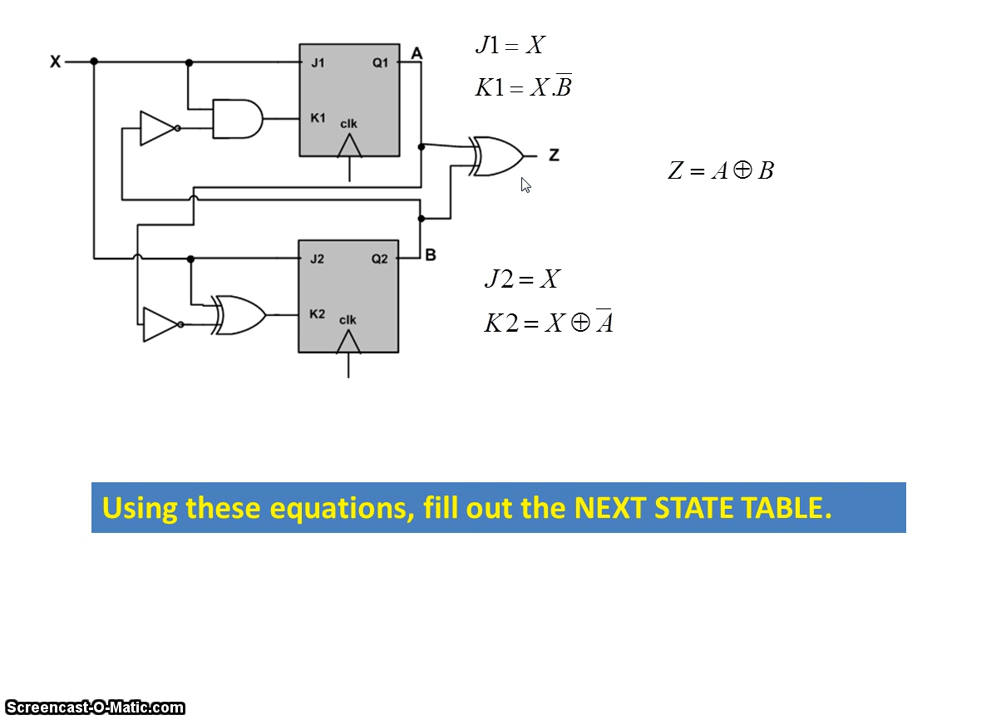 X
J1
Q1
A
K1
clk
J1 = X
K1 = X.B̅
Z
Z = A ⊕ B
J2
Q2
B
K2
clk
J2 = X
K2 = X ⊕ A̅
Using these equations, fill out the NEXT STATE TABLE.
Screencast-O-Matic.com